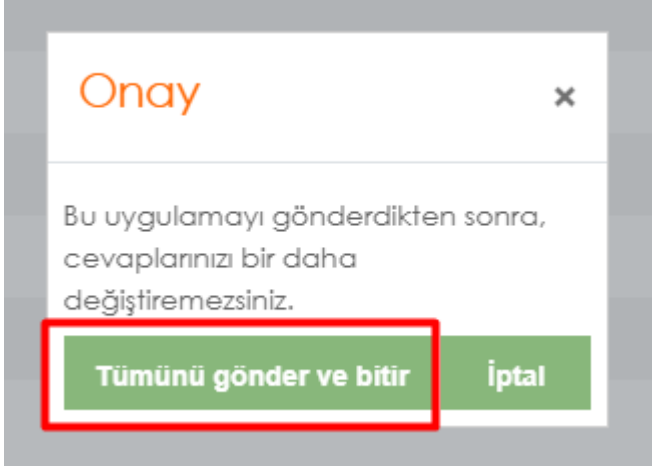 Onay
×
Bu uygulamayı gönderdikten sonra,
cevaplarınızı bir daha
değiştiremezsiniz.
Tümünü gönder ve bitir
İptal